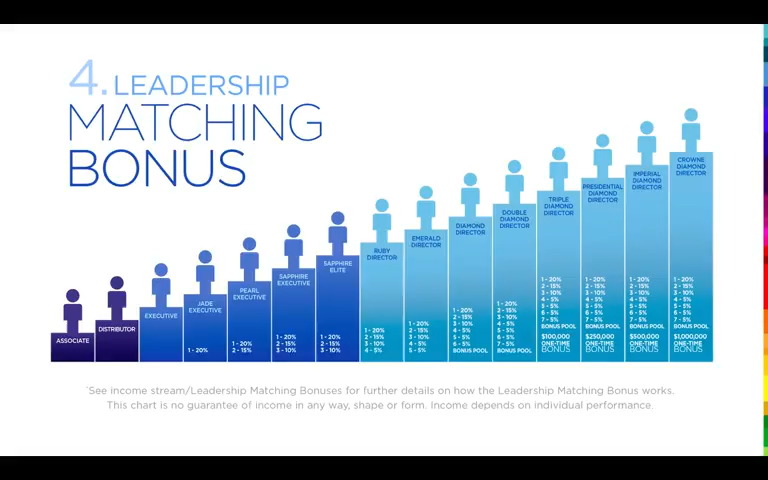 4. LEADERSHIP
MATCHING
BONUS
ASSOCIATE
DISTRIBUTOR
EXECUTIVE
JADE
EXECUTIVE
1 - 20%
PEARL
EXECUTIVE
1 - 20%
2 - 15%
SAPPHIRE
EXECUTIVE
1 - 20%
2 - 15%
3 - 10%
SAPPHIRE
ELITE
1 - 20%
2 - 15%
3 - 10%
RUBY
DIRECTOR
1 - 20%
2 - 15%
3 - 10%
4 - 5%
EMERALD
DIRECTOR
1 - 20%
2 - 15%
3 - 10%
4 - 5%
5 - 5%
DIAMOND
DIRECTOR
1 - 20%
2 - 15%
3 - 10%
4 - 5%
5 - 5%
6 - 5%
BONUS POOL
DOUBLE
DIAMOND
DIRECTOR
1 - 20%
2 - 15%
3 - 10%
4 - 5%
5 - 5%
6 - 5%
7 - 5%
BONUS POOL
TRIPLE
DIAMOND
DIRECTOR
1 - 20%
2 - 15%
3 - 10%
4 - 5%
5 - 5%
6 - 5%
7 - 5%
BONUS POOL
$100,000
ONE-TIME
BONUS
PRESIDENTIAL
DIAMOND
DIRECTOR
1 - 20%
2 - 15%
3 - 10%
4 - 5%
5 - 5%
6 - 5%
7 - 5%
BONUS POOL
$250,000
ONE-TIME
BONUS
IMPERIAL
DIAMOND
DIRECTOR
1 - 20%
2 - 15%
3 - 10%
4 - 5%
5 - 5%
6 - 5%
7 - 5%
BONUS POOL
$500,000
ONE-TIME
BONUS
CROWNE
DIAMOND
DIRECTOR
1 - 20%
2 - 15%
3 - 10%
4 - 5%
5 - 5%
6 - 5%
7 - 5%
BONUS POOL
$1,000,000
ONE-TIME
BONUS
*See income stream/Leadership Matching Bonuses for further details on how the Leadership Matching Bonus works.
This chart is no guarantee of income in any way, shape or form. Income depends on individual performance.